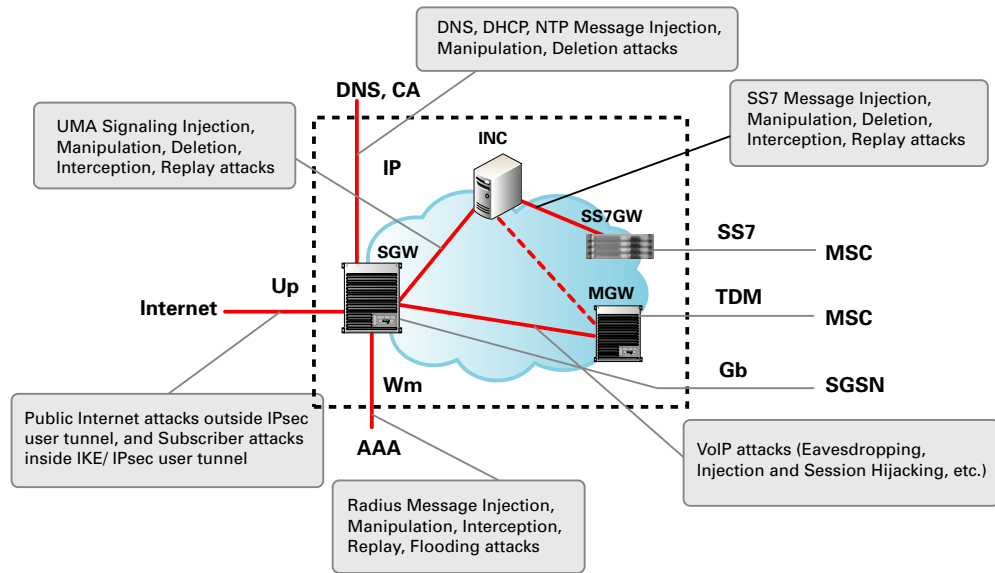 DNS, DHCP, NTP Message Injection,
Manipulation, Deletion attacks
DNS, CA
UMA Signaling Injection,
Manipulation, Deletion,
Interception, Replay attacks
SS7 Message Injection,
Manipulation, Deletion,
Interception, Replay attacks
INC
IP
SS7GW
SS7
MSC
SGW
Up
Internet
MGW
TDM
MSC
Gb
SGSN
Wm
AAA
Public Internet attacks outside IPsec
user tunnel, and Subscriber attacks
inside IKE/ IPsec user tunnel
VoIP attacks (Eavesdropping,
Injection and Session Hijacking, etc.)
Radius Message Injection,
Manipulation, Interception,
Replay, Flooding attacks